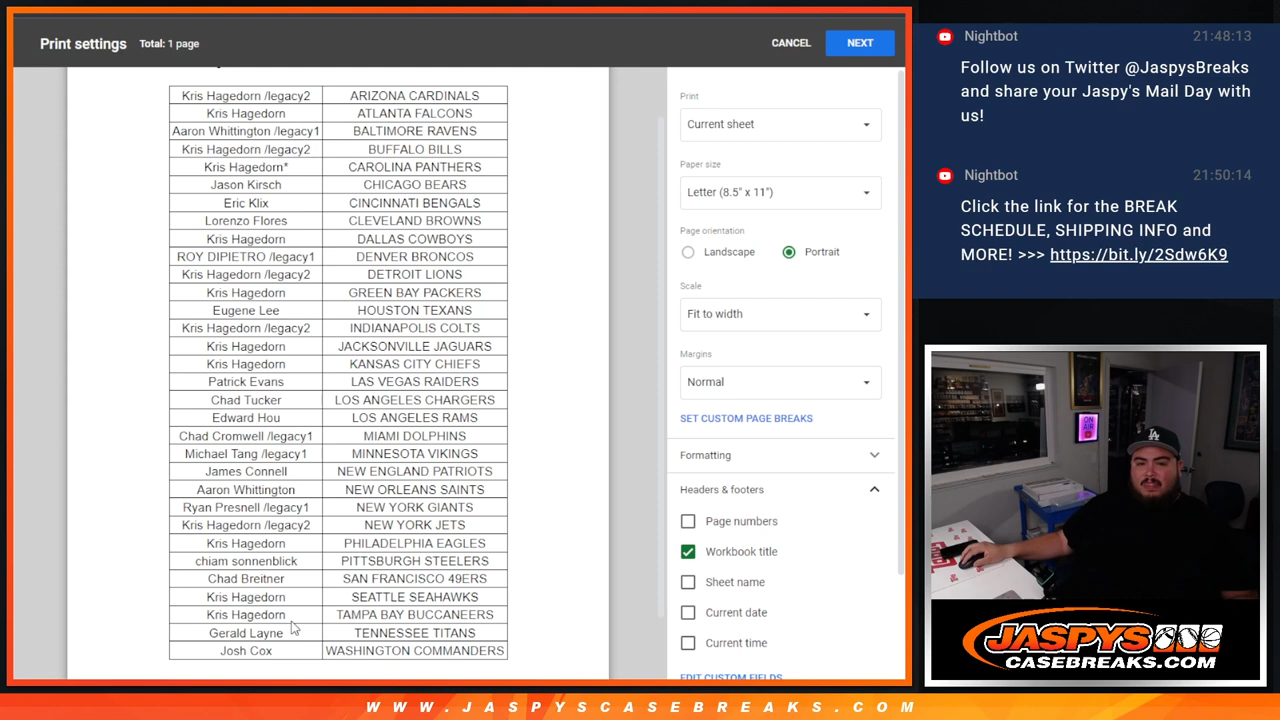 Print settings
Total: 1 page
CANCEL
NEXT
Kris Hagedorn /legacy2 ARIZONA CARDINALS
Kris Hagedorn ATLANTA FALCONS
Aaron Whittington /legacy1 BALTIMORE RAVENS
Kris Hagedorn /legacy2 BUFFALO BILLS
Kris Hagedorn* CAROLINA PANTHERS
Jason Kirsch CHICAGO BEARS
Eric Klix CINCINNATI BENGALS
Lorenzo Flores CLEVELAND BROWNS
Kris Hagedorn DALLAS COWBOYS
ROY DIPIETRO /legacy1 DENVER BRONCOS
Kris Hagedorn /legacy2 DETROIT LIONS
Kris Hagedorn GREEN BAY PACKERS
Eugene Lee HOUSTON TEXANS
Kris Hagedorn /legacy2 INDIANAPOLIS COLTS
Kris Hagedorn JACKSONVILLE JAGUARS
Kris Hagedorn KANSAS CITY CHIEFS
Patrick Evans LAS VEGAS RAIDERS
Chad Tucker LOS ANGELES CHARGERS
Edward Hou LOS ANGELES RAMS
Chad Cromwell /legacy1 MIAMI DOLPHINS
Michael Tang /legacy1 MINNESOTA VIKINGS
James Connell NEW ENGLAND PATRIOTS
Aaron Whittington NEW ORLEANS SAINTS
Ryan Presnell /legacy1 NEW YORK GIANTS
Kris Hagedorn /legacy2 NEW YORK JETS
Kris Hagedorn PHILADELPHIA EAGLES
chiam sonnenblick PITTSBURGH STEELERS
Chad Breitner SAN FRANCISCO 49ERS
Kris Hagedorn SEATTLE SEAHAWKS
Kris Hagedorn TAMPA BAY BUCCANEERS
Gerald Layne TENNESSEE TITANS
Josh Cox WASHINGTON COMMANDERS
Print
Current sheet
Paper size
Letter (8.5" x 11")
Page orientation
Landscape
Portrait
Scale
Fit to width
Margins
Normal
SET CUSTOM PAGE BREAKS
Formatting
Headers & footers
Page numbers
Workbook title
Sheet name
Current date
Current time
EDIT CUSTOM FIELDS
Nightbot 21:48:13
Follow us on Twitter @JaspysBreaks
and share your Jaspy's Mail Day with
us!
Nightbot 21:50:14
Click the link for the BREAK
SCHEDULE, SHIPPING INFO and
MORE! >>> https://bit.ly/2Sdw6K9
ON
AIR
LA
JASPYS
CASEBREAKS.COM
WWW.JASPYSCASEBREAKS.COM